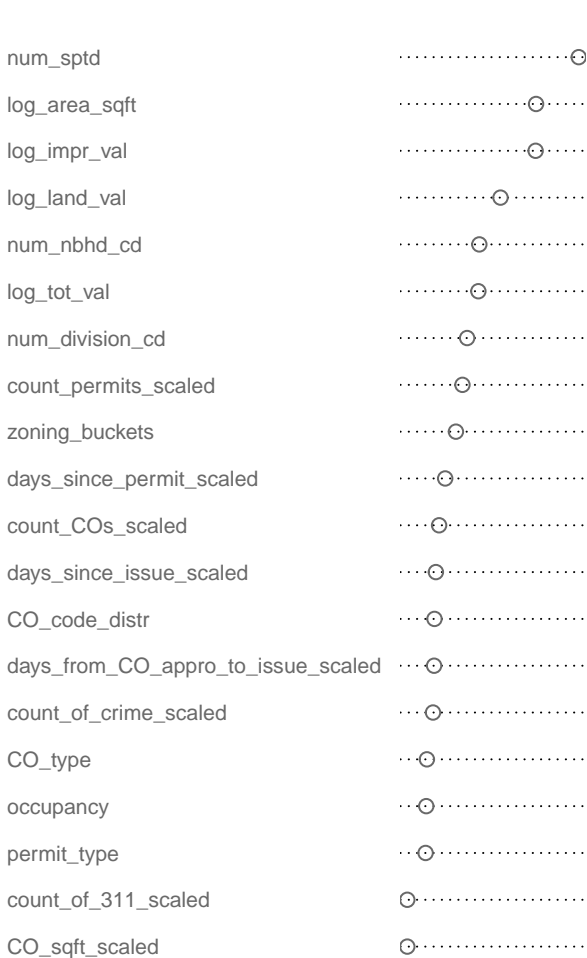 num_sptd
log_area_sqft
log_impr_val
log_land_val
num_nbhd_cd
log_tot_val
num_division_cd
count_permits_scaled
zoning_buckets
days_since_permit_scaled
count_COs_scaled
days_since_issue_scaled
CO_code_distr
days_from_CO_appro_to_issue_scaled
count_of_crime_scaled
CO_type
occupancy
permit_type
count_of_311_scaled
CO_sqft_scaled